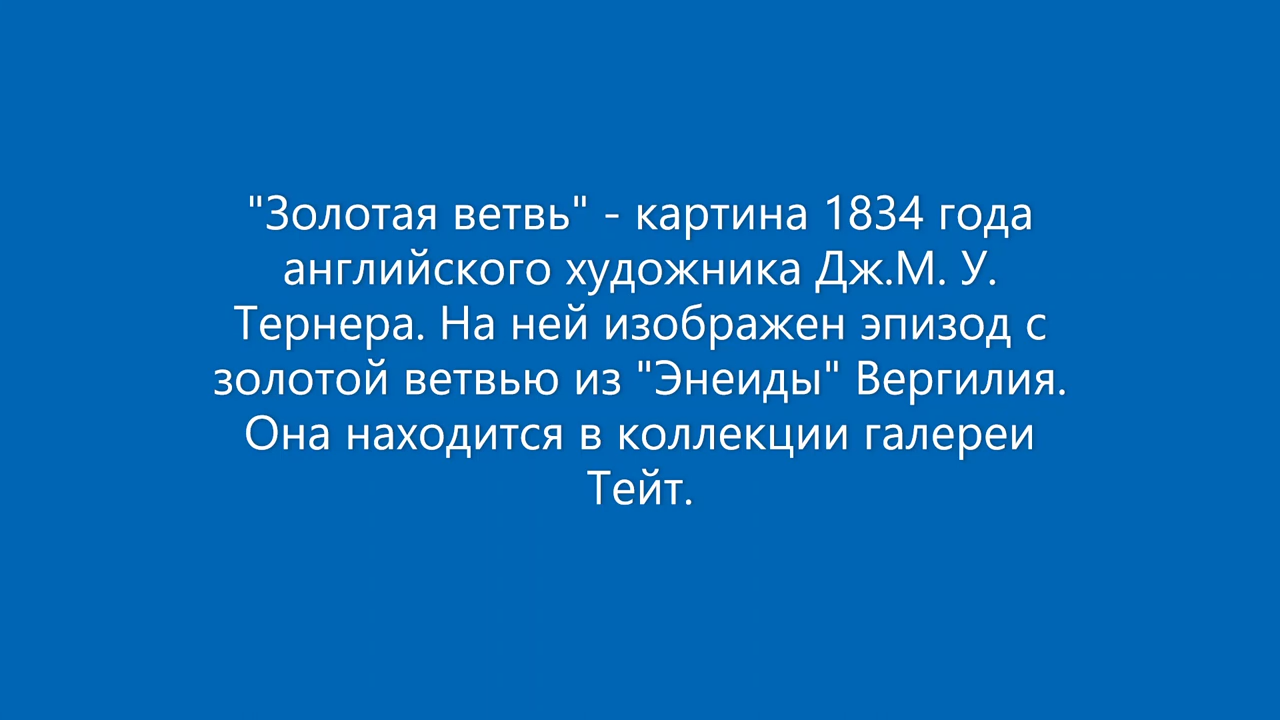 "Золотая ветвь" - картина 1834 года
английского художника Дж.М. У.
Тернера. На ней изображен эпизод с
золотой ветвью из "Энеиды" Вергилия.
Она находится в коллекции галереи
Тейт.